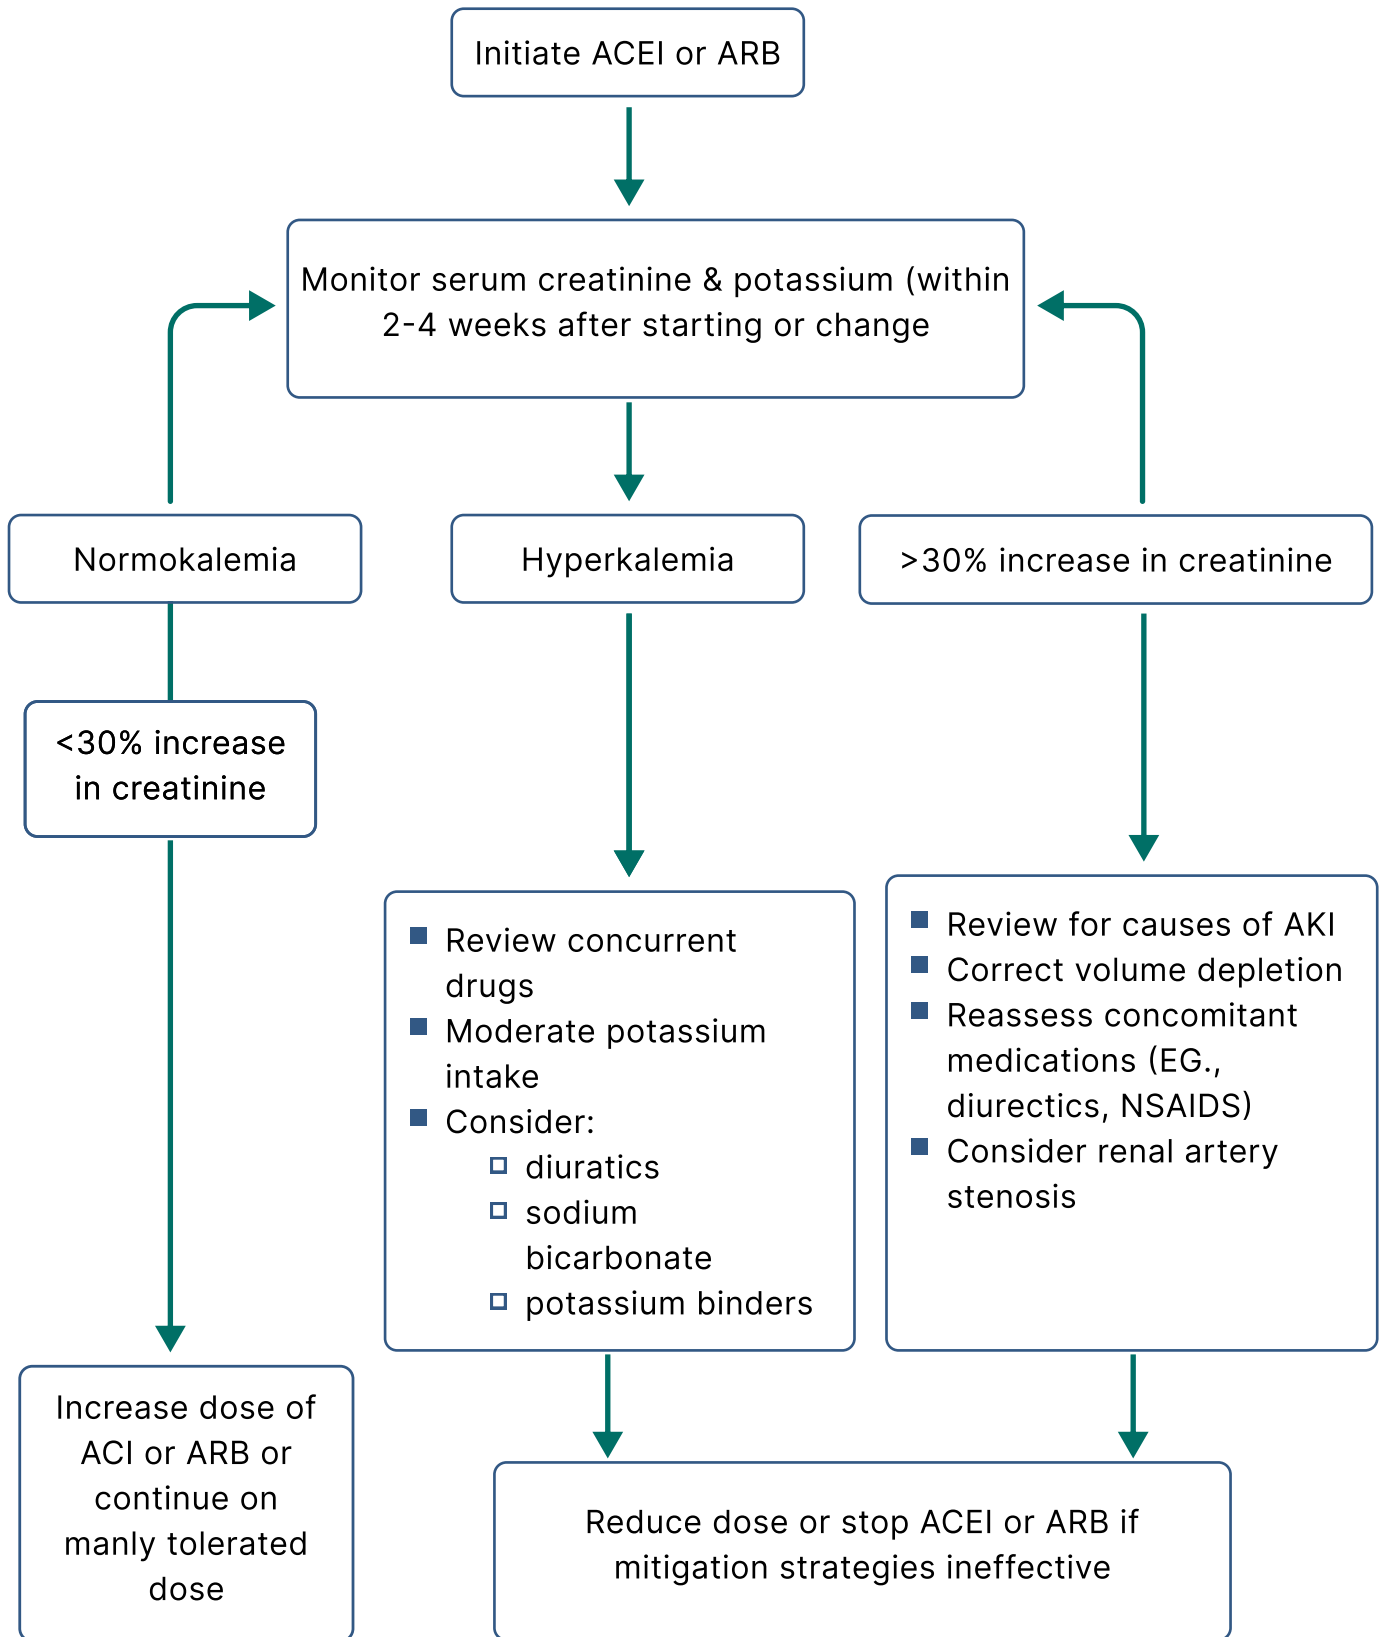 Initiate ACEI or ARB
Monitor serum creatinine & potassium (within
2-4 weeks after starting or change
Normokalemia
Hyperkalemia
>30% increase in creatinine
<30% increase
in creatinine
Review concurrent
drugs
Moderate potassium
intake
Consider:
diuratics
sodium
bicarbonate
potassium binders
Review for causes of AKI
Correct volume depletion
Reassess concomitant
medications (EG.,
diurectics, NSAIDS)
Consider renal artery
stenosis
Increase dose of
ACI or ARB or
continue on
manly tolerated
dose
Reduce dose or stop ACEI or ARB if
mitigation strategies ineffective